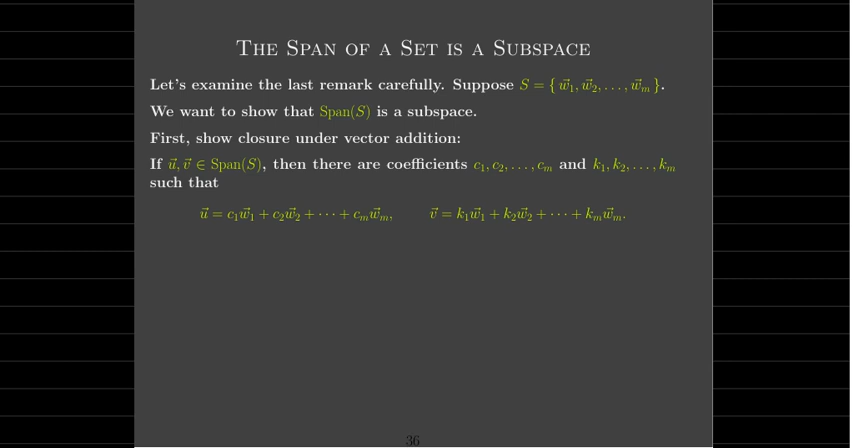 The Span of a Set is a Subspace
Let's examine the last remark carefully. Suppose S = { w⃗₁, w⃗₂, . . . , w⃗ₘ }.
We want to show that Span(S) is a subspace.
First, show closure under vector addition:
If u⃗, v⃗ ∈ Span(S), then there are coefficients c₁, c₂, . . . , cₘ and k₁, k₂, . . . , kₘ
such that
u⃗ = c₁w⃗₁ + c₂w⃗₂ + · · · + cₘw⃗ₘ, v⃗ = k₁w⃗₁ + k₂w⃗₂ + · · · + kₘw⃗ₘ.
36